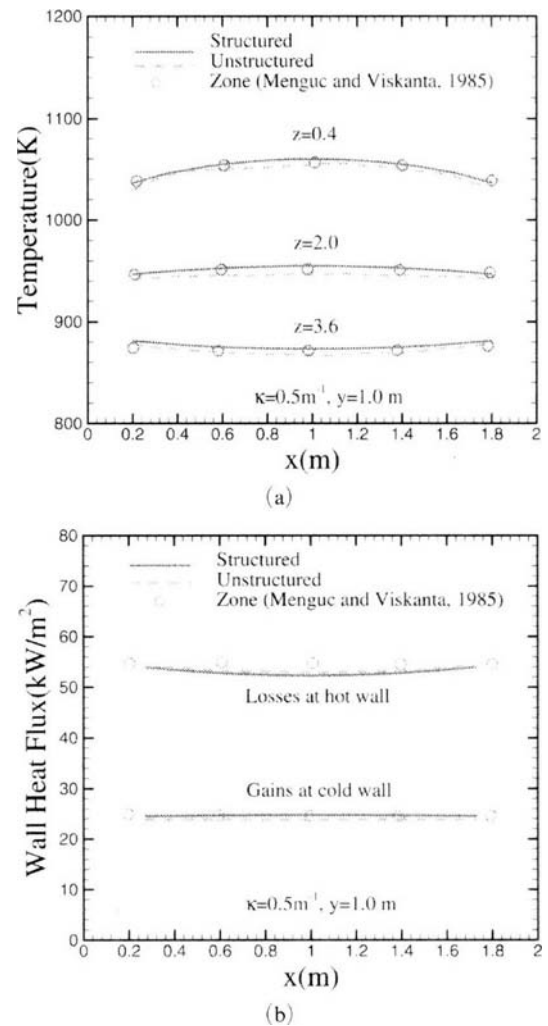 1200
1100
1000
900
800
Temperature(K)
Structured
Unstructured
Zone (Menguc and Viskanta, 1985)
z=0.4
z=2.0
z=3.6
κ=0.5m⁻¹, y=1.0 m
0 0.2 0.4 0.6 0.8 1 1.2 1.4 1.6 1.8 2
x(m)
(a)
80
70
60
50
40
30
20
10
0
Wall Heat Flux(kW/m²)
Structured
Unstructured
Zone (Menguc and Viskanta, 1985)
Losses at hot wall
Gains at cold wall
κ=0.5m⁻¹, y=1.0 m
0 0.2 0.4 0.6 0.8 1 1.2 1.4 1.6 1.8 2
x(m)
(b)